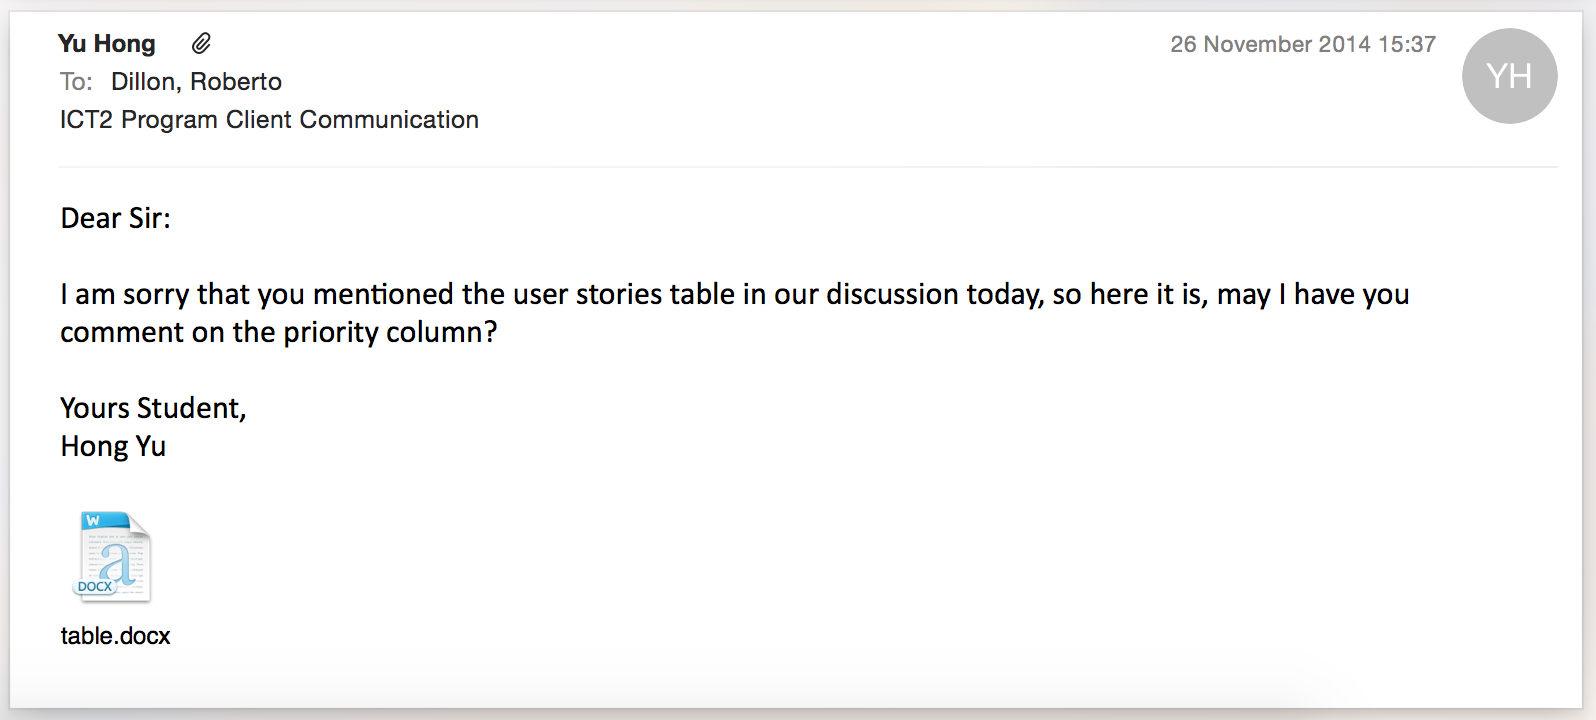 Yu Hong
26 November 2014 15:37
YH
To: Dillon, Roberto
ICT2 Program Client Communication
Dear Sir:
I am sorry that you mentioned the user stories table in our discussion today, so here it is, may I have you
comment on the priority column?
Yours Student,
Hong Yu
W
a
DOCX
table.docx